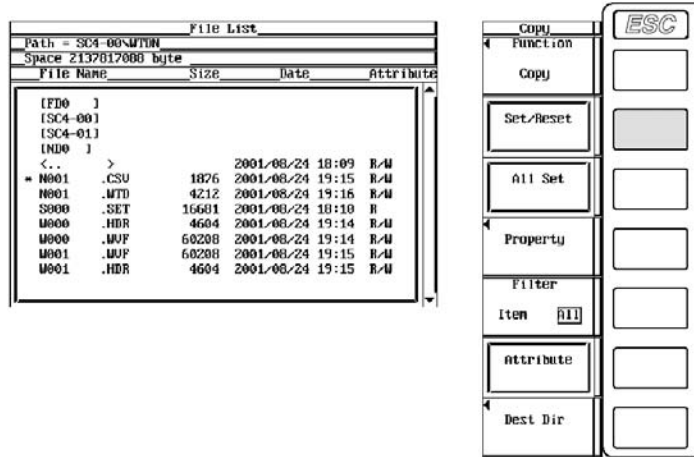 File List
Path = SC4-00\WTDN
Space 2137817088 byte
File Name Size Date Attribute
[FD0 ]
[SC4-00]
[SC4-01]
[ND0 ]
<.. > 2001/08/24 18:09 R/W
* N001 .CSV 1876 2001/08/24 19:15 R/W
N001 .WTD 4212 2001/08/24 19:16 R/W
S000 .SET 16681 2001/08/24 18:10 R
W000 .HDR 4604 2001/08/24 19:14 R/W
W000 .WVF 60208 2001/08/24 19:14 R/W
W001 .WVF 60208 2001/08/24 19:15 R/W
W001 .HDR 4604 2001/08/24 19:15 R/W
Copy
Function
Copy
Set/Reset
All Set
Property
Filter
Item All
Attribute
Dest Dir
ESC